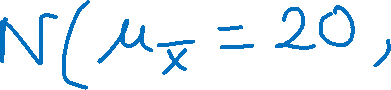 N(μ_x̄ = 20,